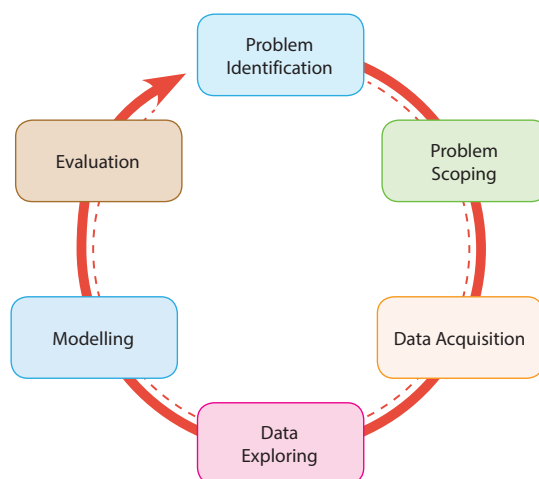 Problem
Identification
Problem
Scoping
Data Acquisition
Data
Exploring
Modelling
Evaluation